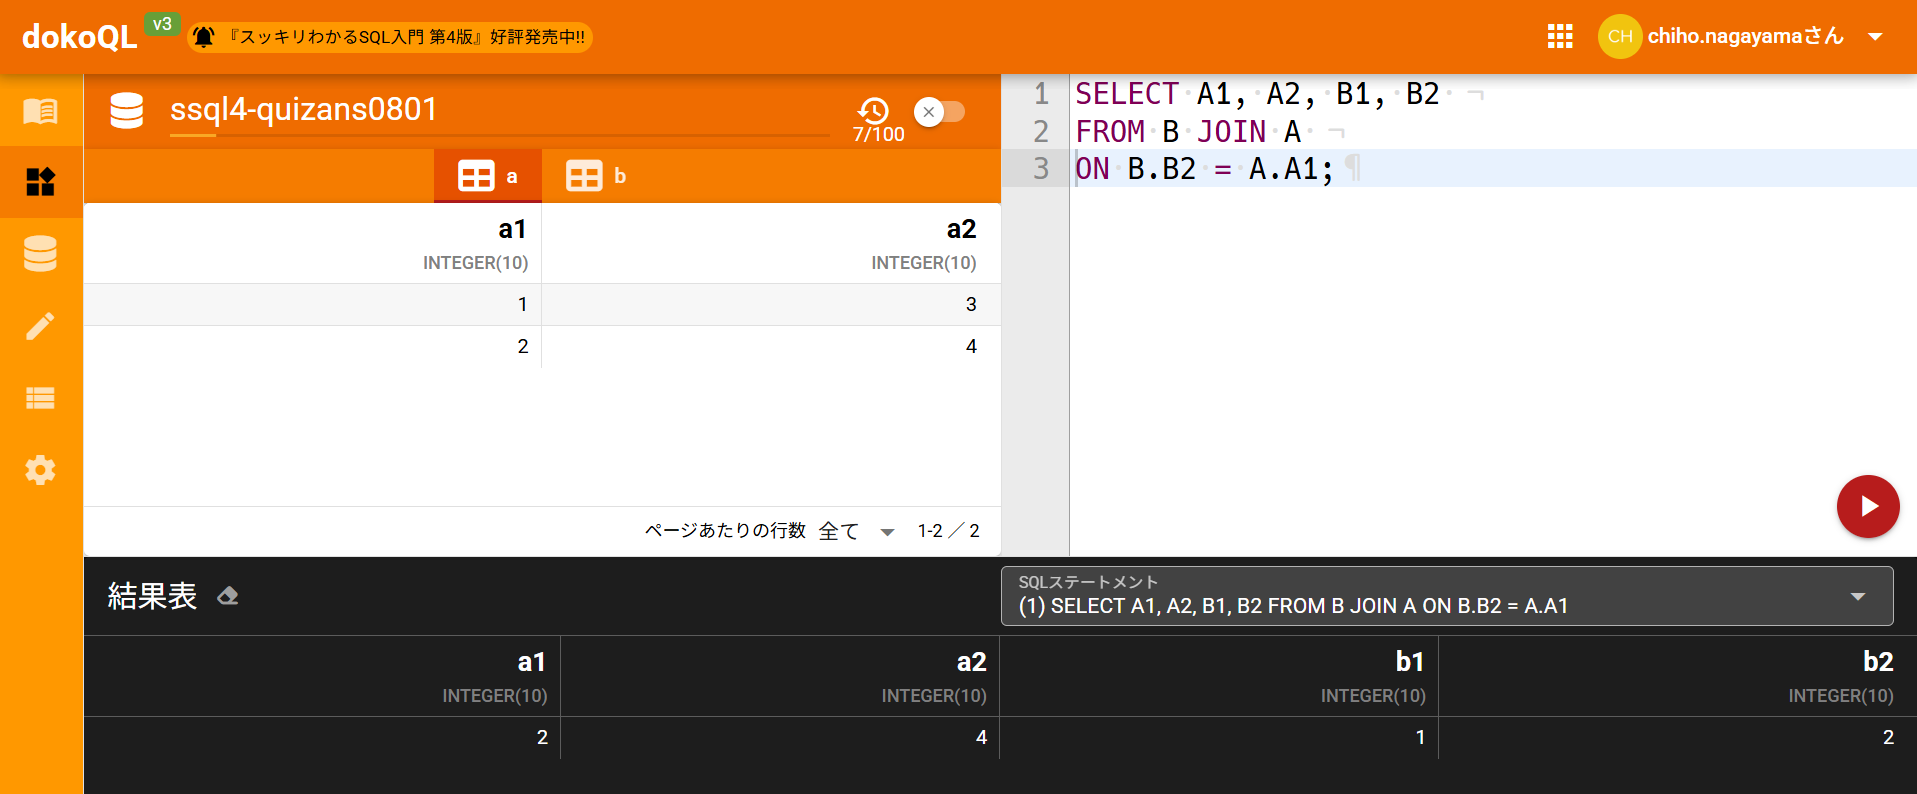 dokoQL v3 『スッキリわかるSQL入門 第4版』好評発売中!! CH chiho.nagayamaさん
ssql4-quizans0801 7/100
a b
a1 a2
INTEGER(10) INTEGER(10)
1 3
2 4
ページあたりの行数 全て 1-2 ／ 2
1 SELECT A1, A2, B1, B2
2 FROM B JOIN A
3 ON B.B2 = A.A1;
結果表
SQLステートメント
(1) SELECT A1, A2, B1, B2 FROM B JOIN A ON B.B2 = A.A1
a1 a2 b1 b2
INTEGER(10) INTEGER(10) INTEGER(10) INTEGER(10)
2 4 1 2